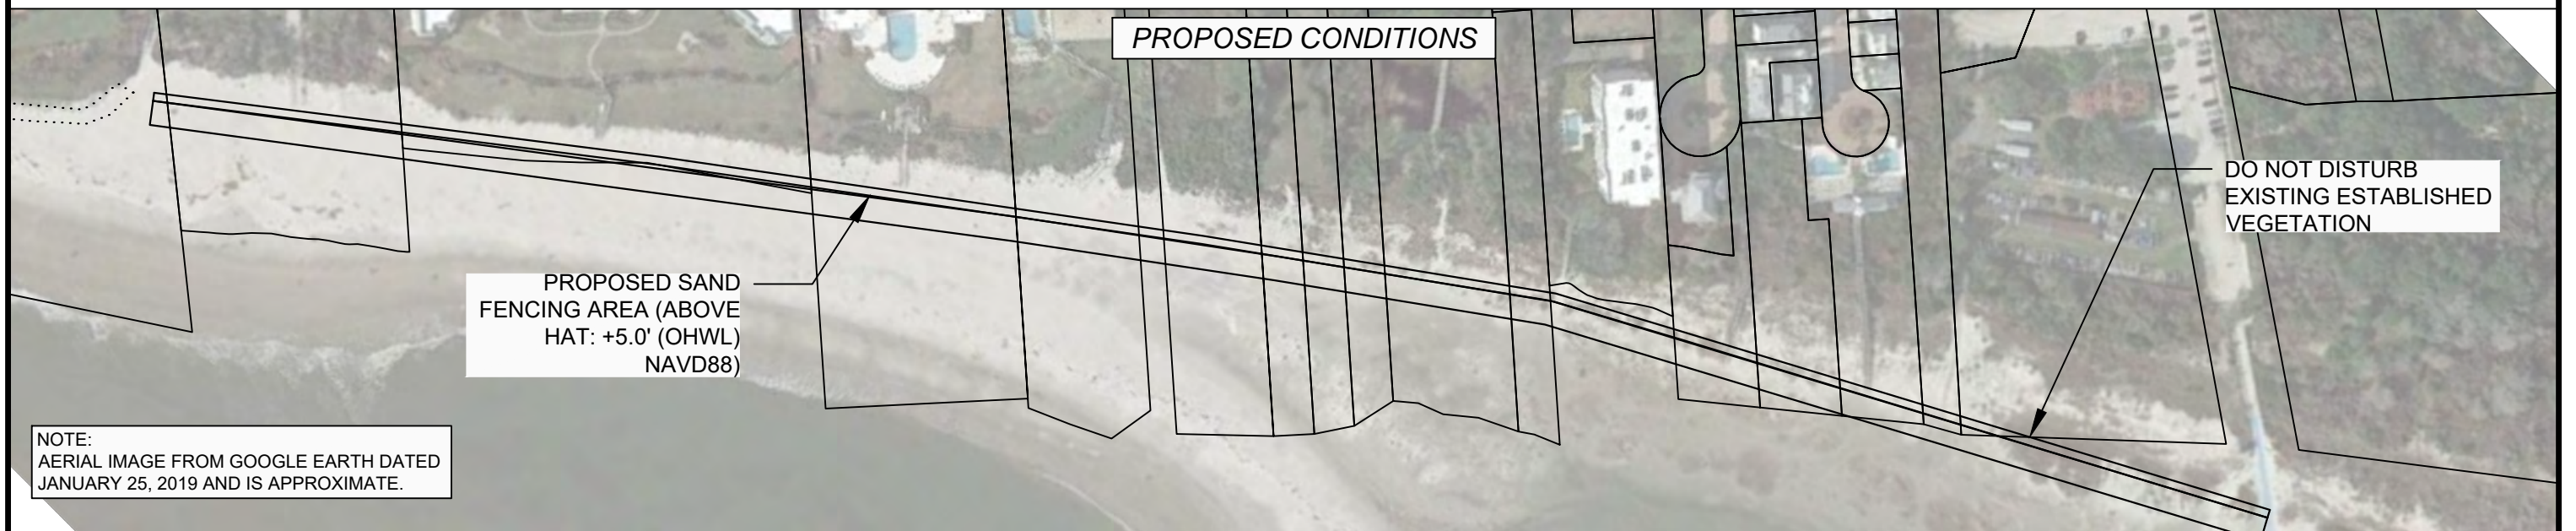 PROPOSED CONDITIONS
DO NOT DISTURB
EXISTING ESTABLISHED
VEGETATION
PROPOSED SAND
FENCING AREA (ABOVE
HAT: +5.0' (OHWL)
NAVD88)
NOTE:
AERIAL IMAGE FROM GOOGLE EARTH DATED
JANUARY 25, 2019 AND IS APPROXIMATE.